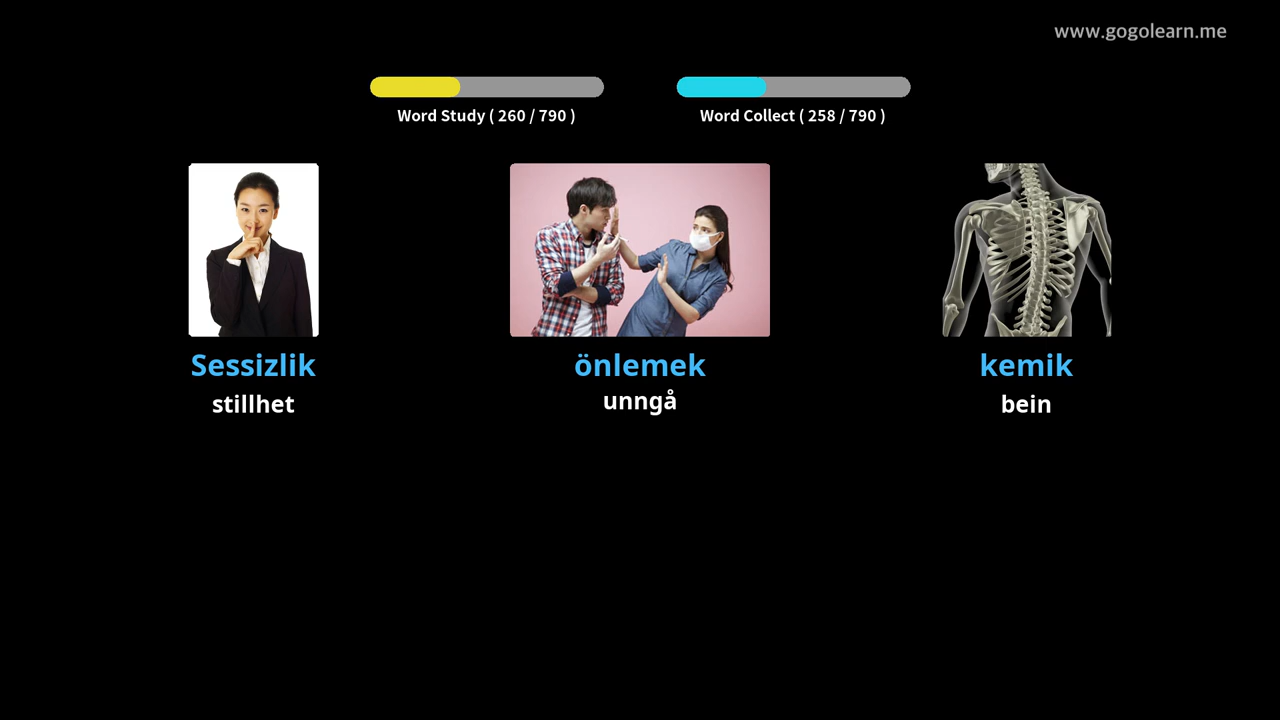 www.gogolearn.me
Word Study ( 260 / 790 )
Word Collect ( 258 / 790 )
Sessizlik
stillhet
önlemek
unngå
kemik
bein